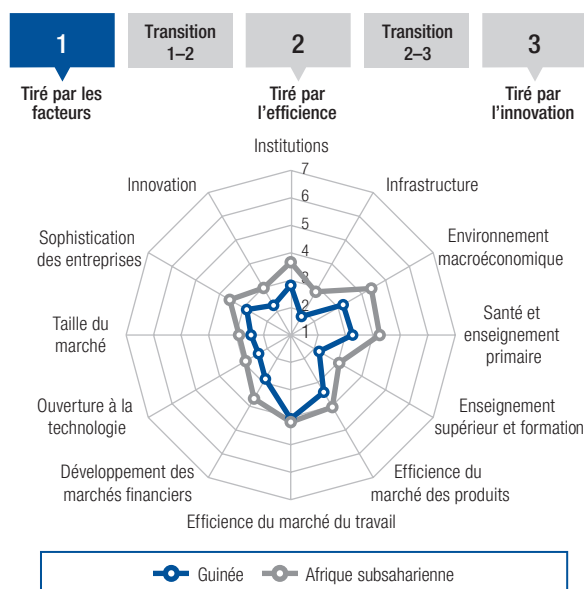 1
Transition
1–2
2
Transition
2–3
3
Tiré par les
facteurs
Tiré par
l’efficience
Tiré par
l’innovation
Institutions
7
6
5
4
3
2
1
Infrastructure
Environnement
macroéconomique
Santé et
enseignement
primaire
Enseignement
supérieur et formation
Efficience du
marché des produits
Efficience du marché du travail
Développement des
marchés financiers
Ouverture à la
technologie
Taille du
marché
Sophistication
des entreprises
Innovation
Guinée
Afrique subsaharienne